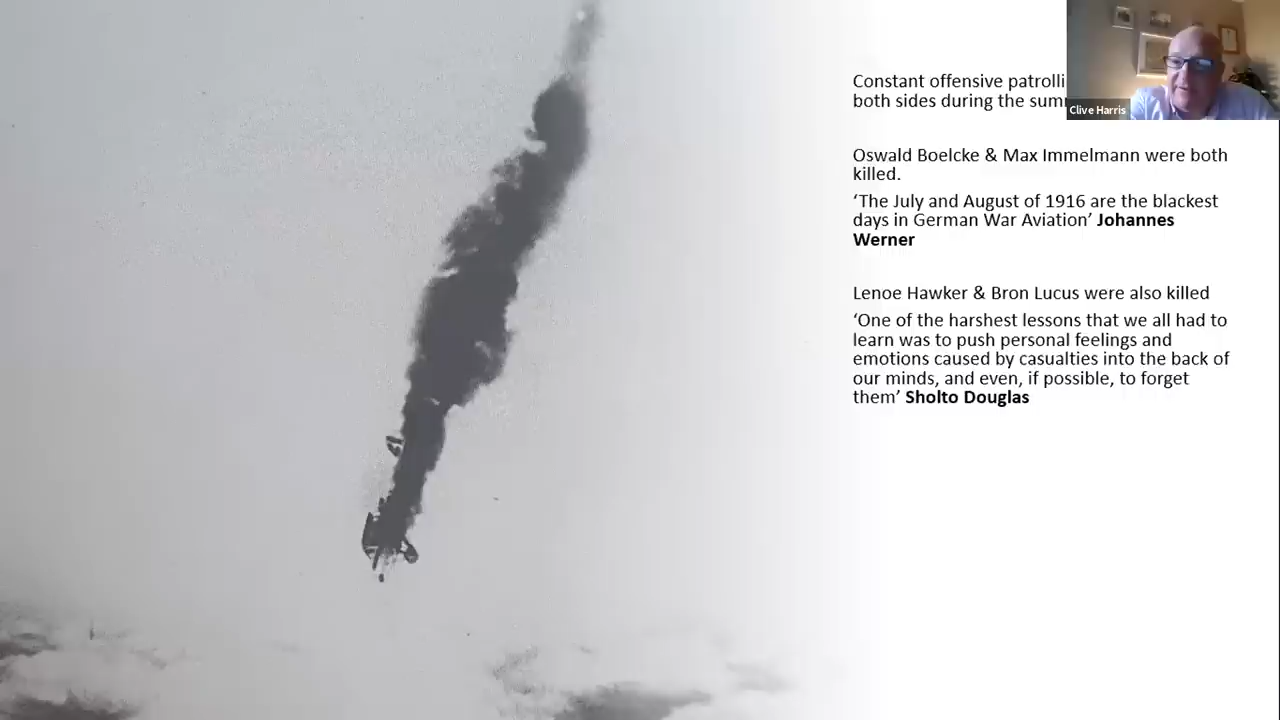 Constant offensive patrolli
both sides during the sum
Clive Harris
Oswald Boelcke & Max Immelmann were both
killed.
‘The July and August of 1916 are the blackest
days in German War Aviation’ Johannes
Werner
Lenoe Hawker & Bron Lucus were also killed
‘One of the harshest lessons that we all had to
learn was to push personal feelings and
emotions caused by casualties into the back of
our minds, and even, if possible, to forget
them’ Sholto Douglas